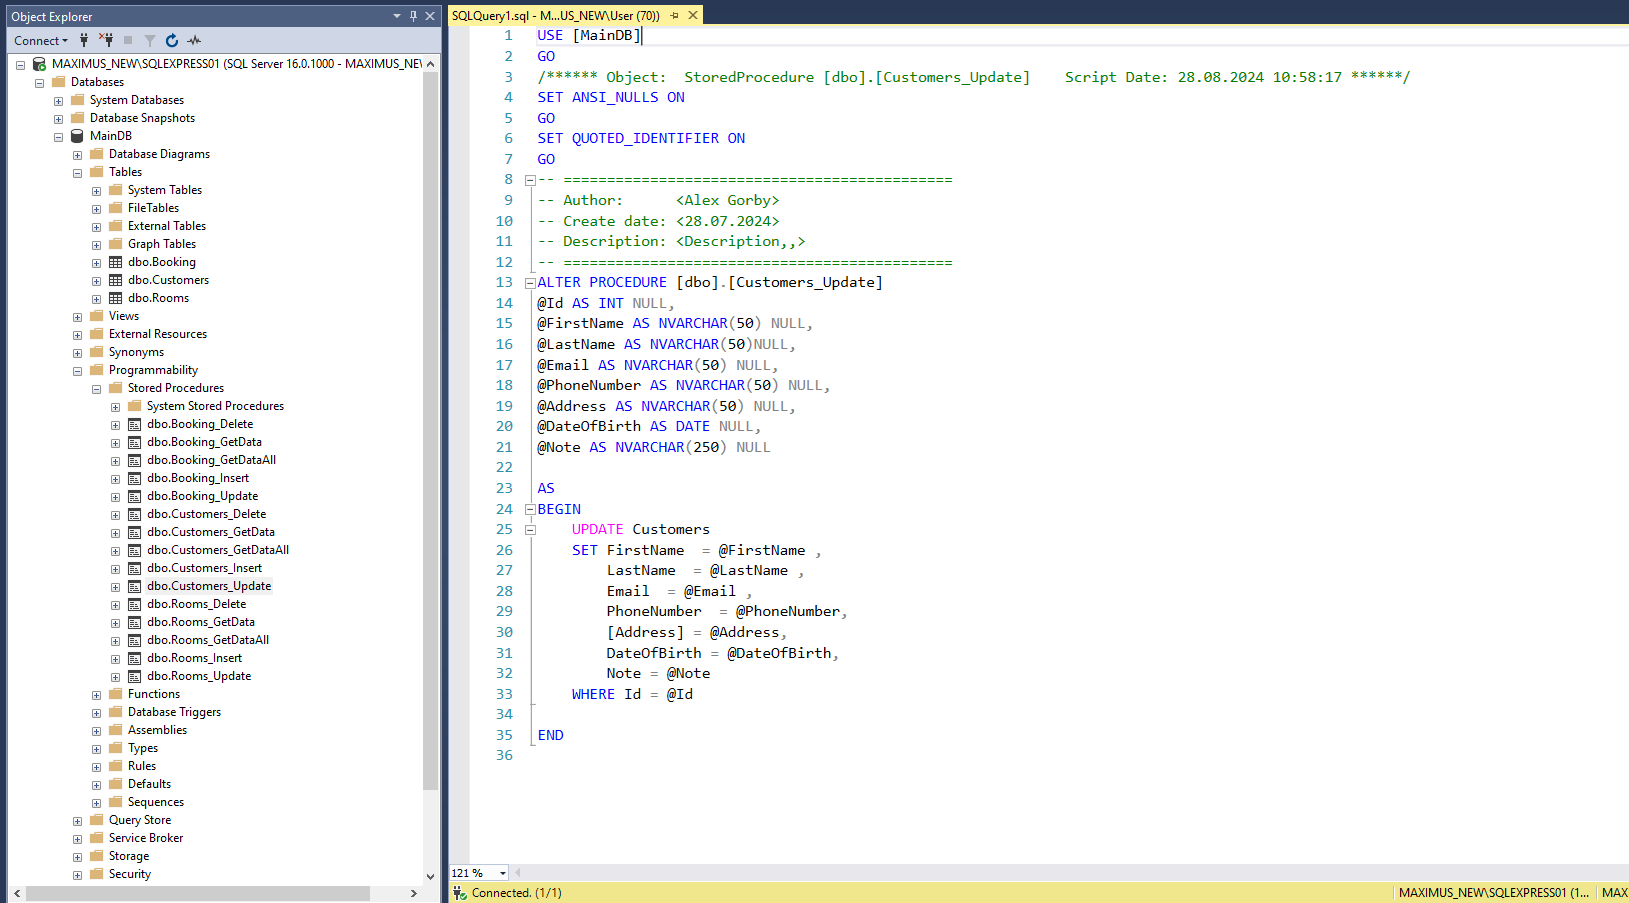 Object Explorer
Connect
MAXIMUS_NEW\SQLEXPRESS01 (SQL Server 16.0.1000 - MAXIMUS_NEW
Databases
System Databases
Database Snapshots
MainDB
Database Diagrams
Tables
System Tables
FileTables
External Tables
Graph Tables
dbo.Booking
dbo.Customers
dbo.Rooms
Views
External Resources
Synonyms
Programmability
Stored Procedures
System Stored Procedures
dbo.Booking_Delete
dbo.Booking_GetData
dbo.Booking_GetDataAll
dbo.Booking_Insert
dbo.Booking_Update
dbo.Customers_Delete
dbo.Customers_GetData
dbo.Customers_GetDataAll
dbo.Customers_Insert
dbo.Customers_Update
dbo.Rooms_Delete
dbo.Rooms_GetData
dbo.Rooms_GetDataAll
dbo.Rooms_Insert
dbo.Rooms_Update
Functions
Database Triggers
Assemblies
Types
Rules
Defaults
Sequences
Query Store
Service Broker
Storage
Security
SQLQuery1.sql - M...US_NEW\User (70))
1 USE [MainDB]
2 GO
3 /****** Object:  StoredProcedure [dbo].[Customers_Update]    Script Date: 28.08.2024 10:58:17 ******/
4 SET ANSI_NULLS ON
5 GO
6 SET QUOTED_IDENTIFIER ON
7 GO
8 -- =============================================
9 -- Author:      <Alex Gorby>
10 -- Create date: <28.07.2024>
11 -- Description: <Description,,>
12 -- =============================================
13 ALTER PROCEDURE [dbo].[Customers_Update]
14 @Id AS INT NULL,
15 @FirstName AS NVARCHAR(50) NULL,
16 @LastName AS NVARCHAR(50)NULL,
17 @Email AS NVARCHAR(50) NULL,
18 @PhoneNumber AS NVARCHAR(50) NULL,
19 @Address AS NVARCHAR(50) NULL,
20 @DateOfBirth AS DATE NULL,
21 @Note AS NVARCHAR(250) NULL
22
23 AS
24 BEGIN
25     UPDATE Customers
26     SET FirstName  = @FirstName ,
27         LastName  = @LastName ,
28         Email  = @Email ,
29         PhoneNumber  = @PhoneNumber,
30         [Address] = @Address,
31         DateOfBirth = @DateOfBirth,
32         Note = @Note
33     WHERE Id = @Id
34
35 END
36
121 %
Connected. (1/1)
MAXIMUS_NEW\SQLEXPRESS01 (1...
MAX